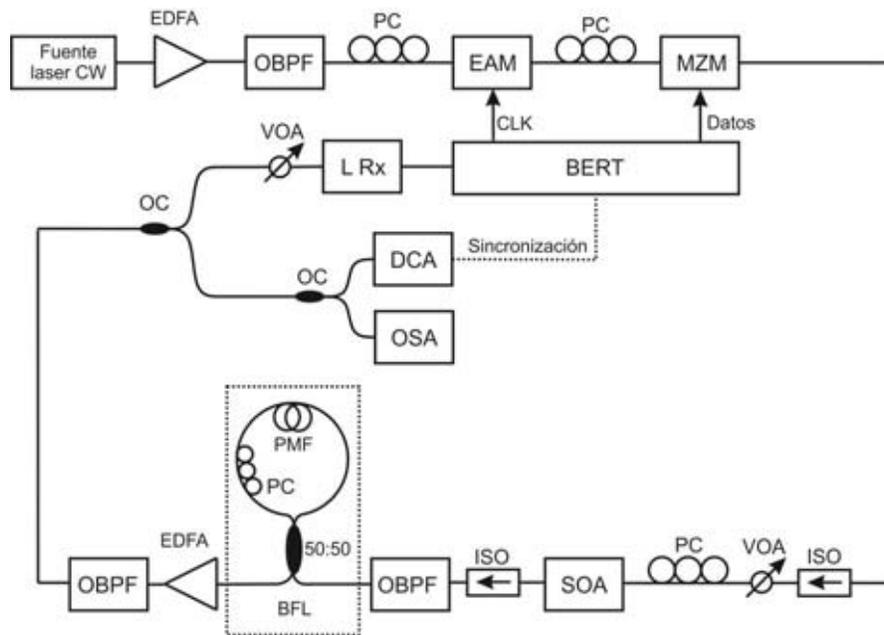 EDFA
PC
PC
Fuente
laser CW
OBPF
EAM
MZM
CLK
Datos
VOA
L Rx
BERT
OC
Sincronización
DCA
OC
OSA
PMF
PC
EDFA
50:50
ISO
PC
VOA
ISO
OBPF
OBPF
SOA
BFL